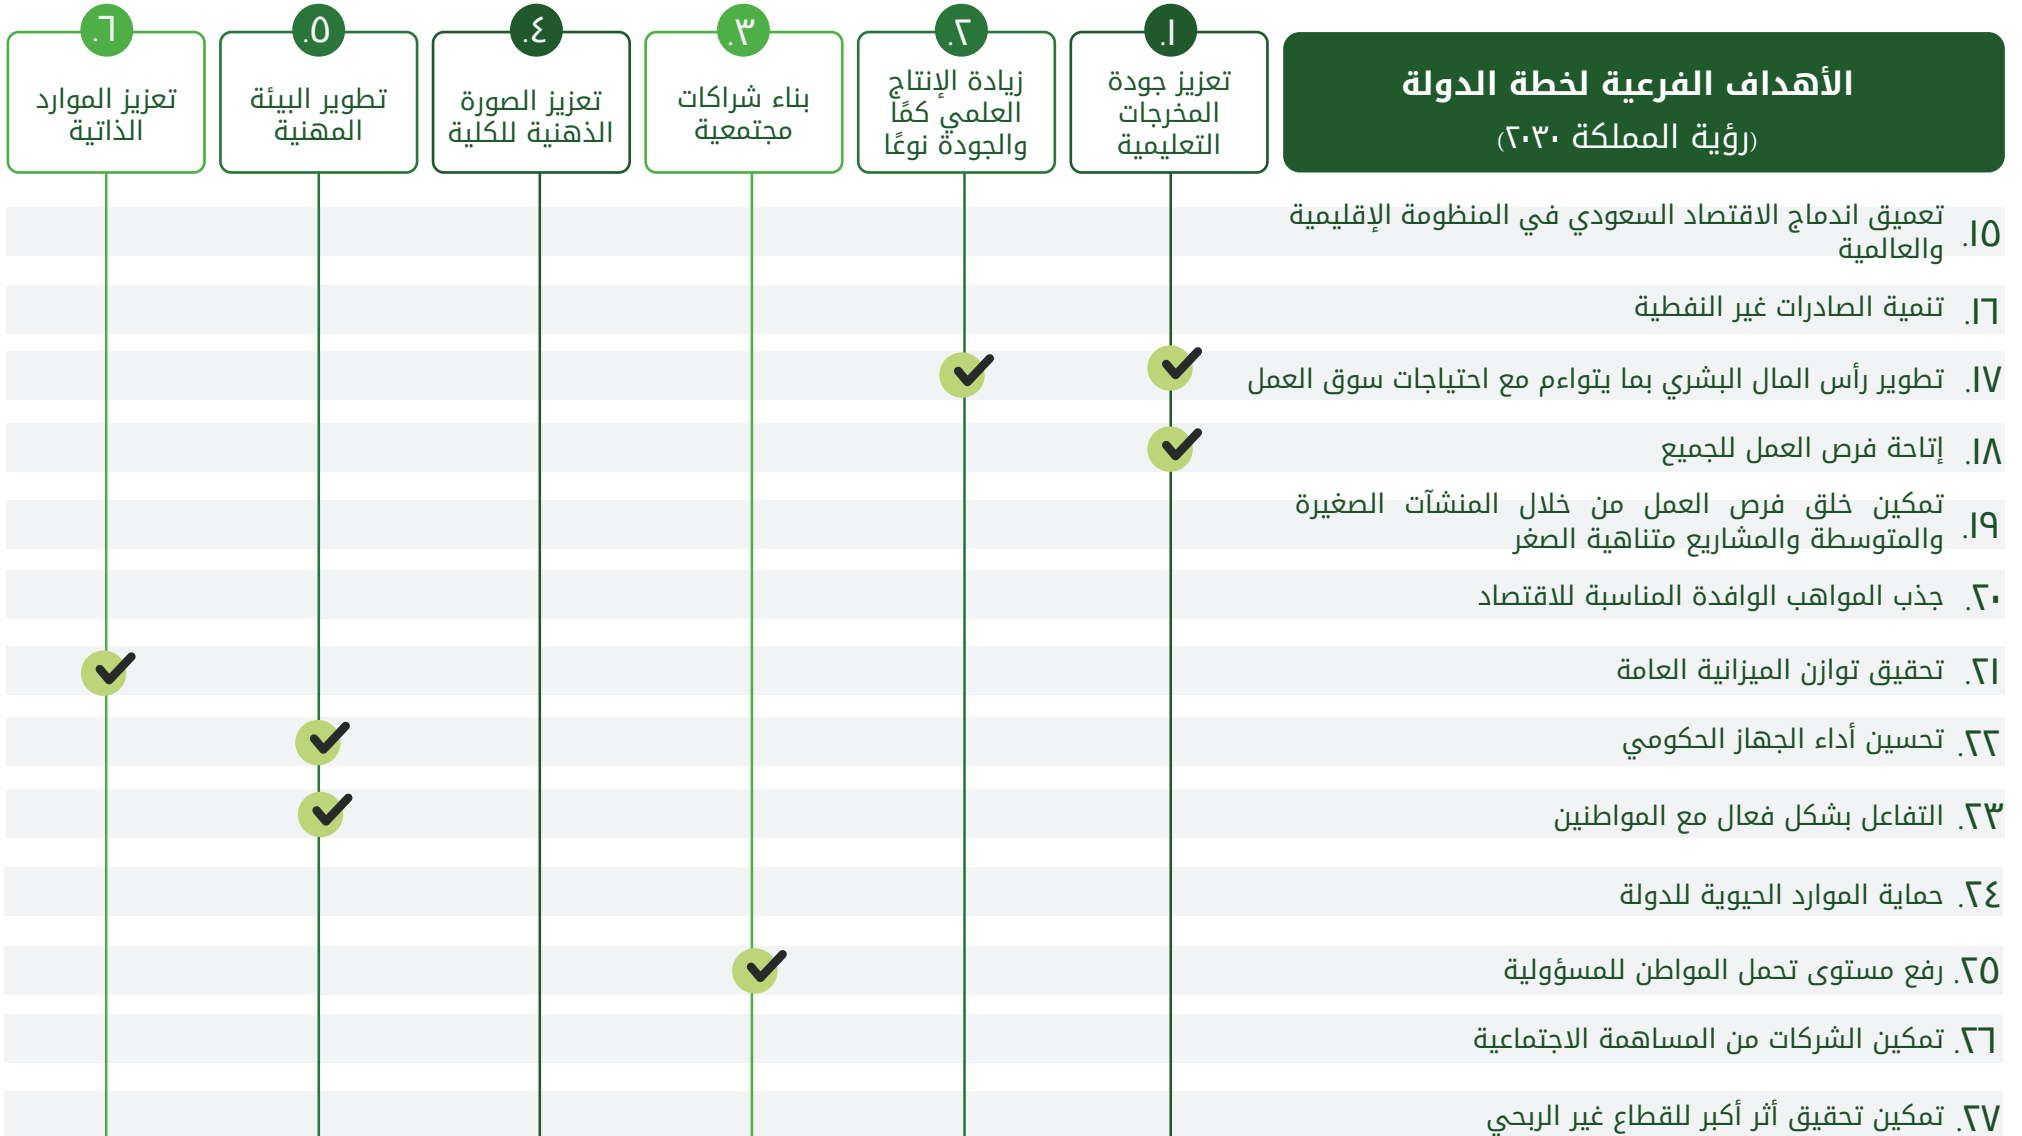 الأهداف الفرعية لخطة الدولة
(رؤية المملكة ٢٠٣٠)
١.
تعزيز جودة
المخرجات
التعليمية
٢.
زيادة الإنتاج
العلمي كمًا
والجودة نوعًا
٣.
بناء شراكات
مجتمعية
٤.
تعزيز الصورة
الذهنية للكلية
٥.
تطوير البيئة
المهنية
٦.
تعزيز الموارد
الذاتية
١٥. تعميق اندماج الاقتصاد السعودي في المنظومة الإقليمية
والعالمية
١٦. تنمية الصادرات غير النفطية
١٧. تطوير رأس المال البشري بما يتواءم مع احتياجات سوق العمل
١٨. إتاحة فرص العمل للجميع
١٩. تمكين خلق فرص العمل من خلال المنشآت الصغيرة
والمتوسطة والمشاريع متناهية الصغر
٢٠. جذب المواهب الوافدة المناسبة للاقتصاد
٢١. تحقيق توازن الميزانية العامة
٢٢. تحسين أداء الجهاز الحكومي
٢٣. التفاعل بشكل فعال مع المواطنين
٢٤. حماية الموارد الحيوية للدولة
٢٥. رفع مستوى تحمل المواطن للمسؤولية
٢٦. تمكين الشركات من المساهمة الاجتماعية
٢٧. تمكين تحقيق أثر أكبر للقطاع غير الربحي